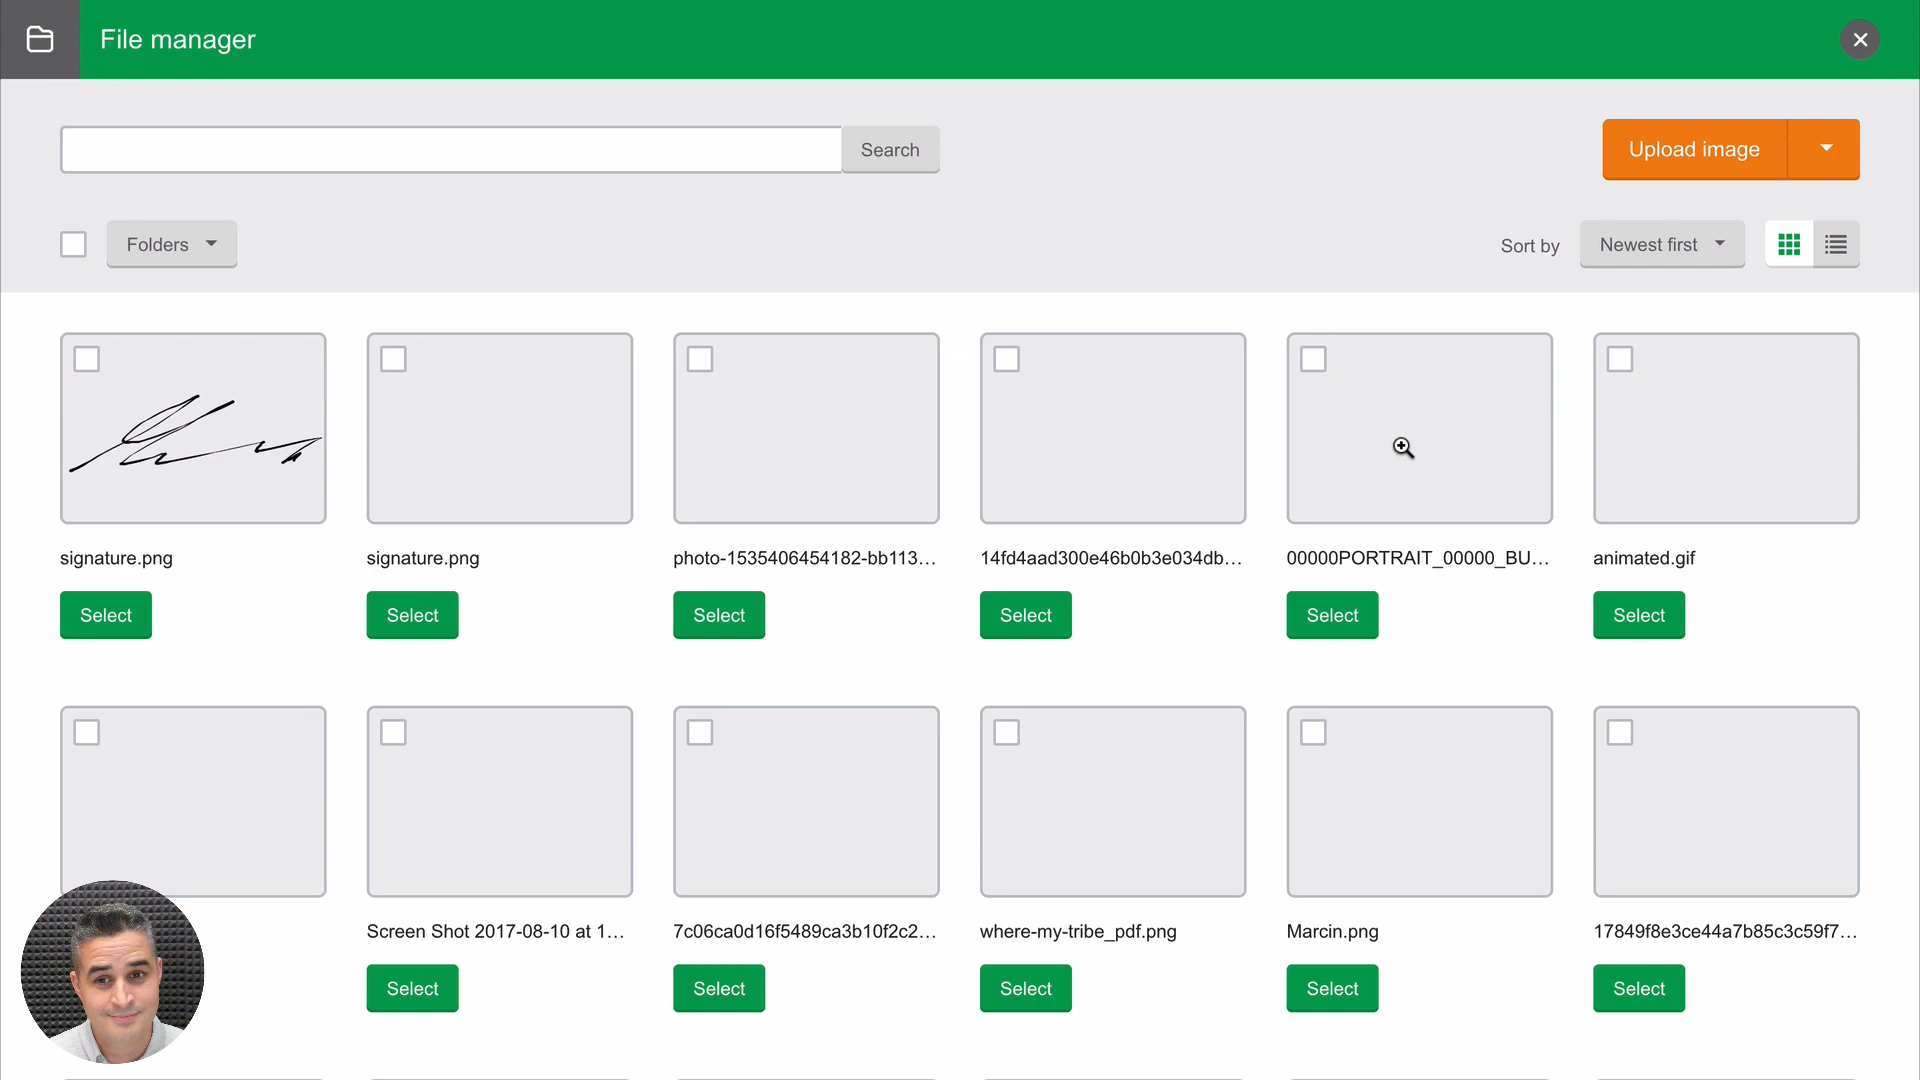 File manager
Search
Upload image
Folders
Sort by
Newest first
signature.png
signature.png
photo-1535406454182-bb113...
14fd4aad300e46b0b3e034db...
00000PORTRAIT_00000_BU...
animated.gif
Select
Select
Select
Select
Select
Select
Screen Shot 2017-08-10 at 1...
7c06ca0d16f5489ca3b10f2c2...
where-my-tribe_pdf.png
Marcin.png
17849f8e3ce44a7b85c3c59f7...
Select
Select
Select
Select
Select